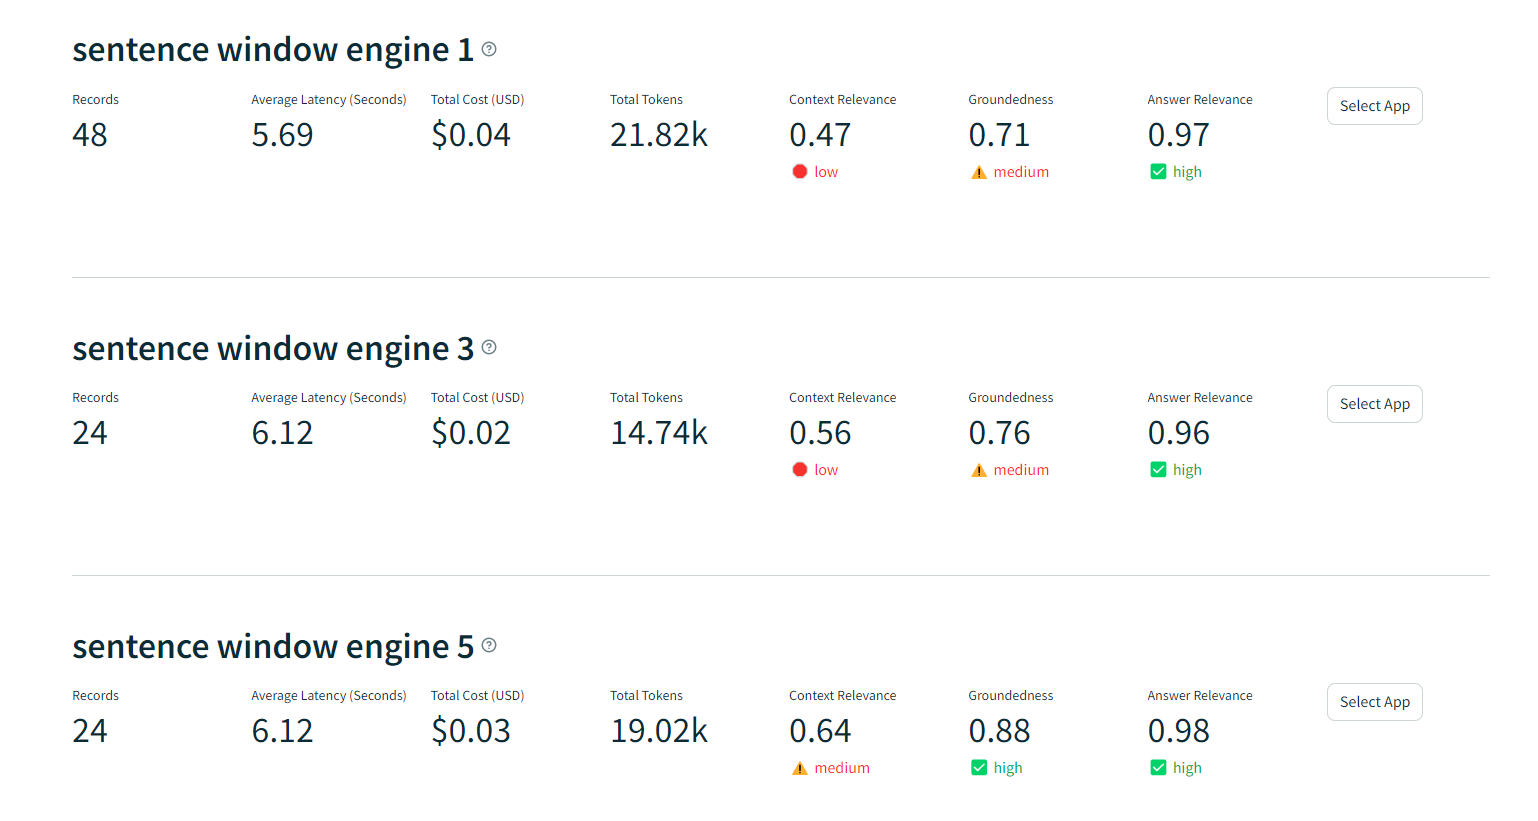 sentence window engine 1
Records Average Latency (Seconds) Total Cost (USD) Total Tokens Context Relevance Groundedness Answer Relevance Select App
48 5.69 $0.04 21.82k 0.47 0.71 0.97
low medium high
sentence window engine 3
Records Average Latency (Seconds) Total Cost (USD) Total Tokens Context Relevance Groundedness Answer Relevance Select App
24 6.12 $0.02 14.74k 0.56 0.76 0.96
low medium high
sentence window engine 5
Records Average Latency (Seconds) Total Cost (USD) Total Tokens Context Relevance Groundedness Answer Relevance Select App
24 6.12 $0.03 19.02k 0.64 0.88 0.98
medium high high